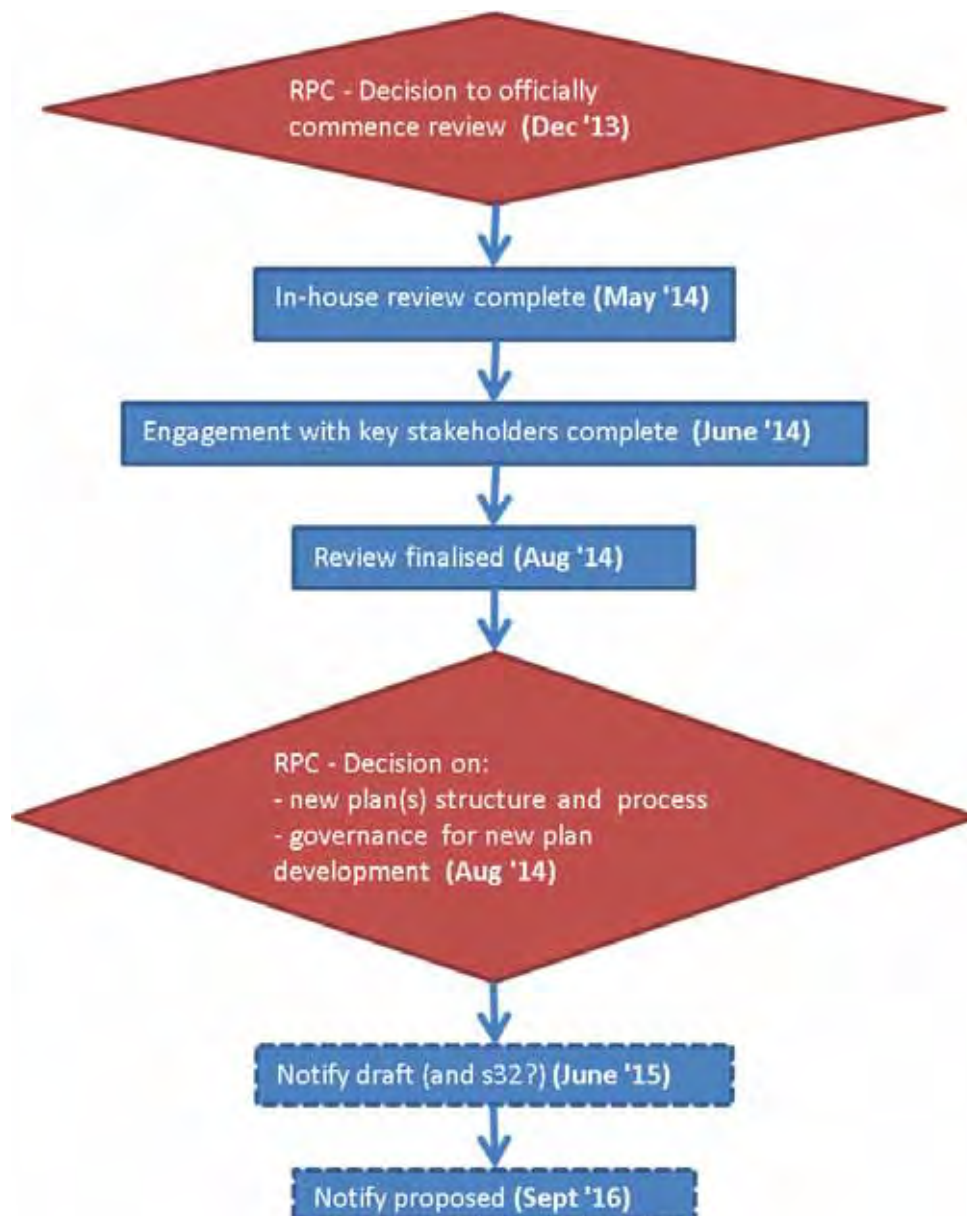 RPC - Decision to officially
commence review (Dec '13)
In-house review complete (May '14)
Engagement with key stakeholders complete (June '14)
Review finalised (Aug '14)
RPC - Decision on:
- new plan(s) structure and process
- governance for new plan
development (Aug '14)
Notify draft (and s32?) (June '15)
Notify proposed (Sept '16)